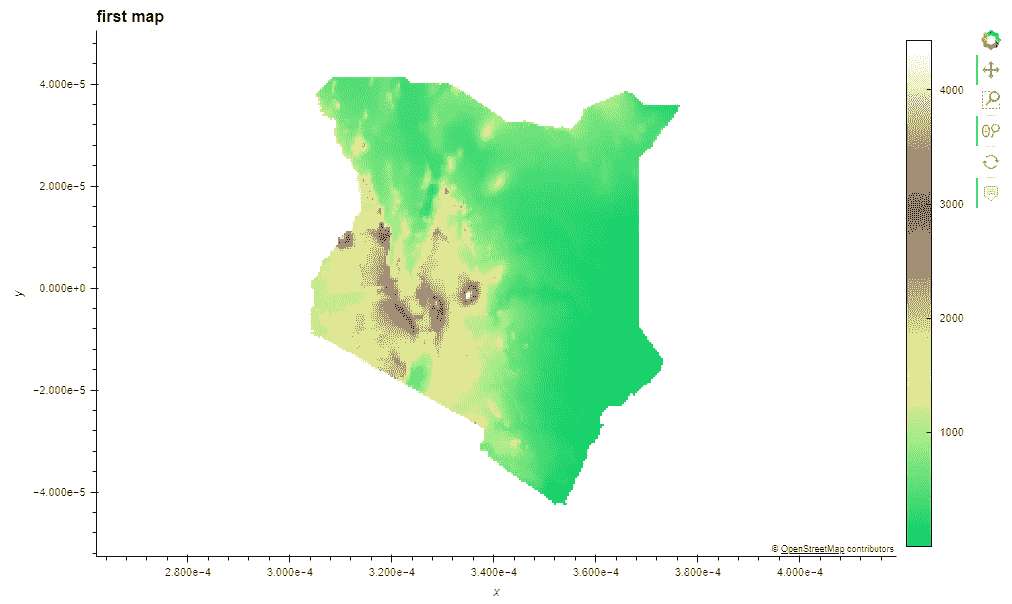 first map
4.000e-5
2.000e-5
0.000e+0
−2.000e-5
−4.000e-5
y
2.800e-4
3.000e-4
3.200e-4
3.400e-4
3.600e-4
3.800e-4
4.000e-4
x
4000
3000
2000
1000
© OpenStreetMap contributors